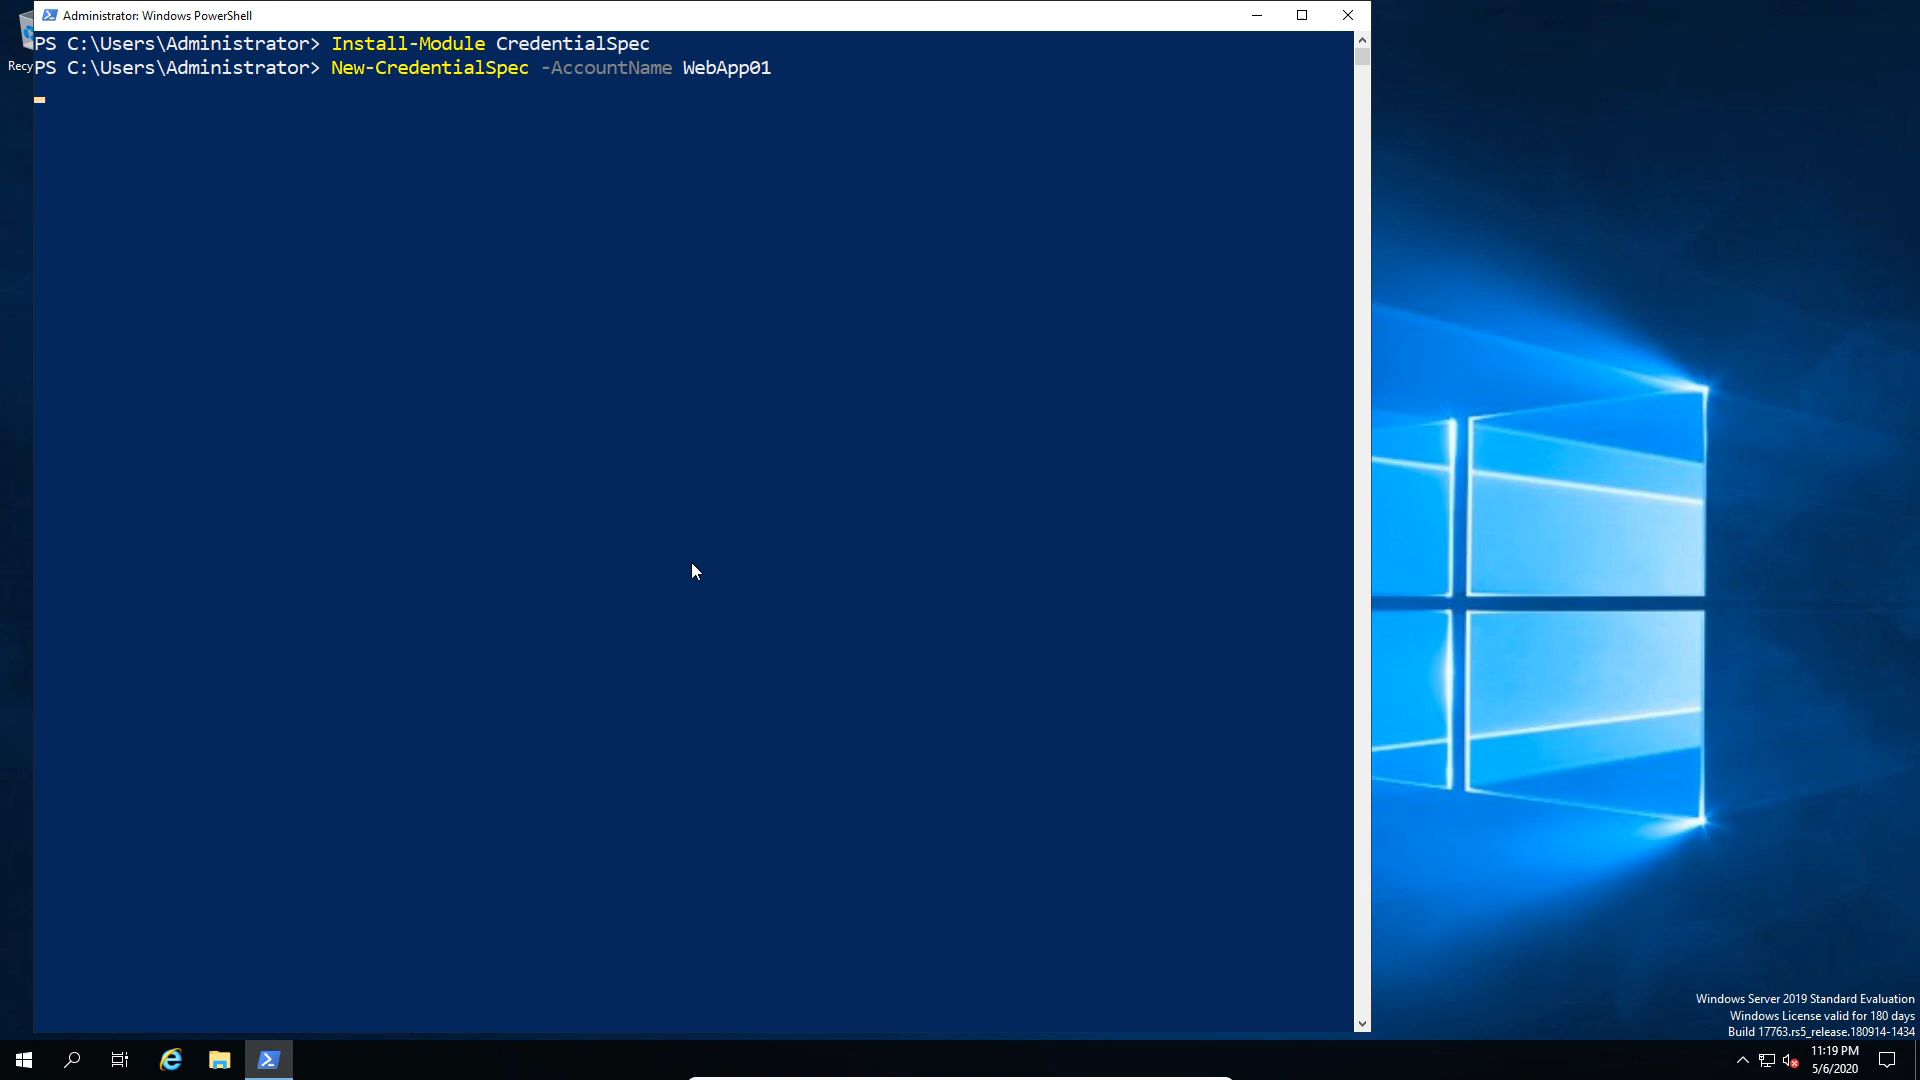 Administrator: Windows PowerShell
PS C:\Users\Administrator> Install-Module CredentialSpec
Recy
PS C:\Users\Administrator> New-CredentialSpec -AccountName WebApp01
Windows Server 2019 Standard Evaluation
Windows License valid for 180 days
Build 17763.rs5_release.180914-1434
11:19 PM
5/6/2020